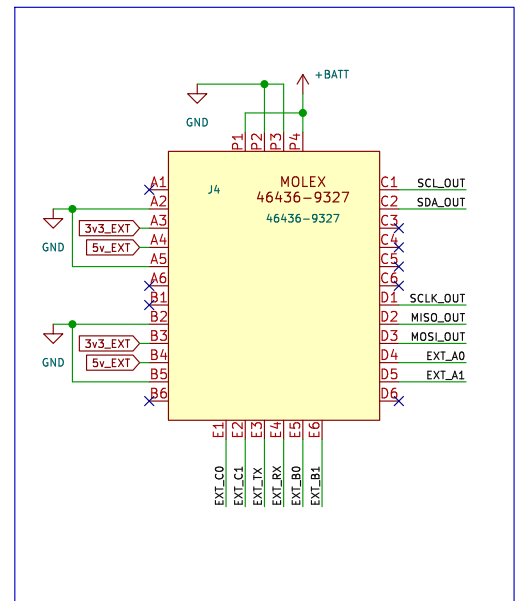 +BATT
GND
P1 P2 P3 P4
A1 J4 MOLEX C1 SCL_OUT
46436-9327
A2 C2 SDA_OUT
46436-9327
3v3_EXT A3 C3
GND 5v_EXT A4 C4
A5 C5
A6 C6
B1 D1 SCLK_OUT
B2 D2 MISO_OUT
3v3_EXT B3 D3 MOSI_OUT
GND 5v_EXT B4 D4 EXT_A0
B5 D5 EXT_A1
B6 D6
E1 E2 E3 E4 E5 E6
EXT_C0 EXT_C1 EXT_TX EXT_RX EXT_B0 EXT_B1